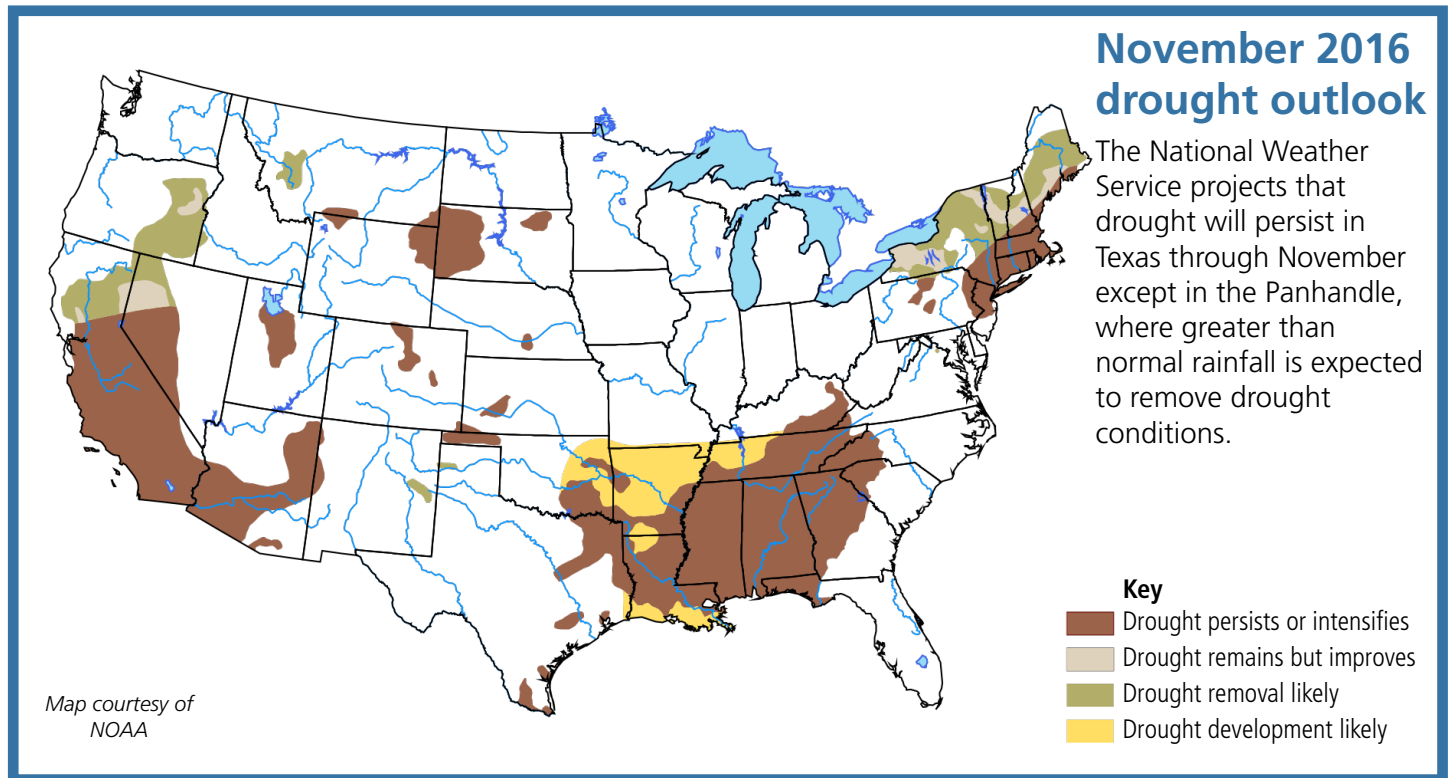 November 2016
drought outlook
The National Weather
Service projects that
drought will persist in
Texas through November
except in the Panhandle,
where greater than
normal rainfall is expected
to remove drought
conditions.
Key
Drought persists or intensifies
Drought remains but improves
Drought removal likely
Drought development likely
Map courtesy of
NOAA